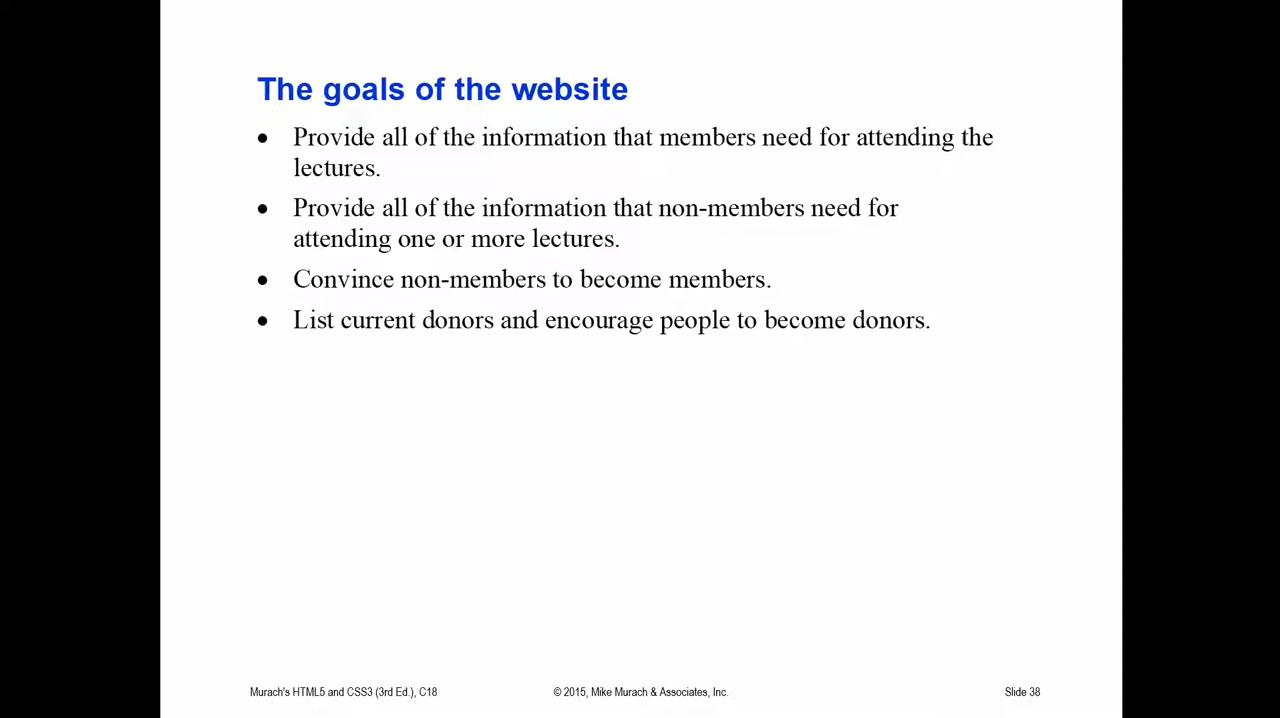 The goals of the website
• Provide all of the information that members need for attending the
lectures.
• Provide all of the information that non-members need for
attending one or more lectures.
• Convince non-members to become members.
• List current donors and encourage people to become donors.
Murach's HTML5 and CSS3 (3rd Ed.), C18
© 2015, Mike Murach & Associates, Inc.
Slide 38